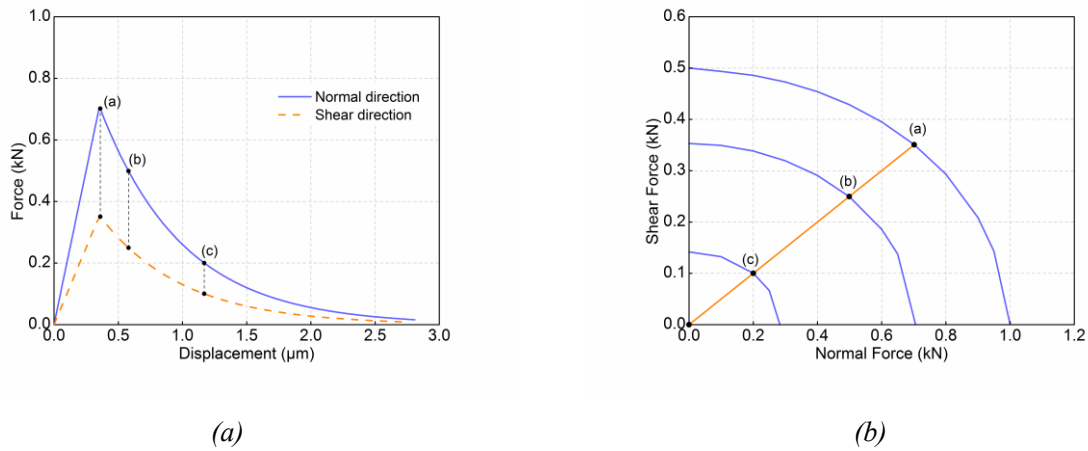 1.0
0.8
0.6
0.4
0.2
0.0
Force (kN)
(a)
(b)
(c)
Normal direction
Shear direction
0.0 0.5 1.0 1.5 2.0 2.5 3.0
Displacement (μm)
(a)
0.6
0.5
0.4
0.3
0.2
0.1
0.0
Shear Force (kN)
(a)
(b)
(c)
0.0 0.2 0.4 0.6 0.8 1.0 1.2
Normal Force (kN)
(b)